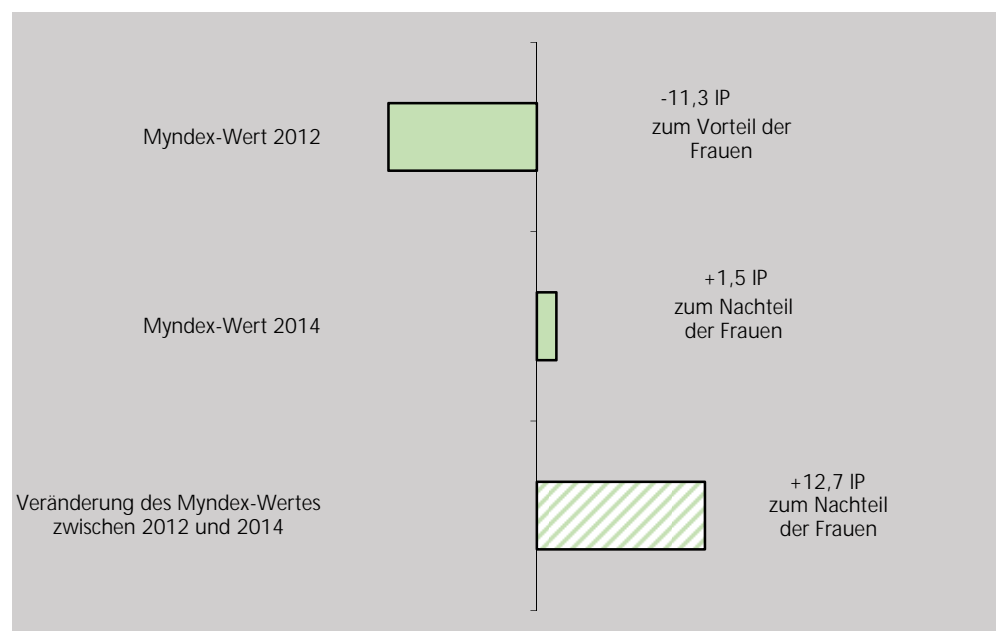 Myndex-Wert 2012
-11,3 IP
zum Vorteil der
Frauen
Myndex-Wert 2014
+1,5 IP
zum Nachteil
der Frauen
Veränderung des Myndex-Wertes
zwischen 2012 und 2014
+12,7 IP
zum Nachteil
der Frauen